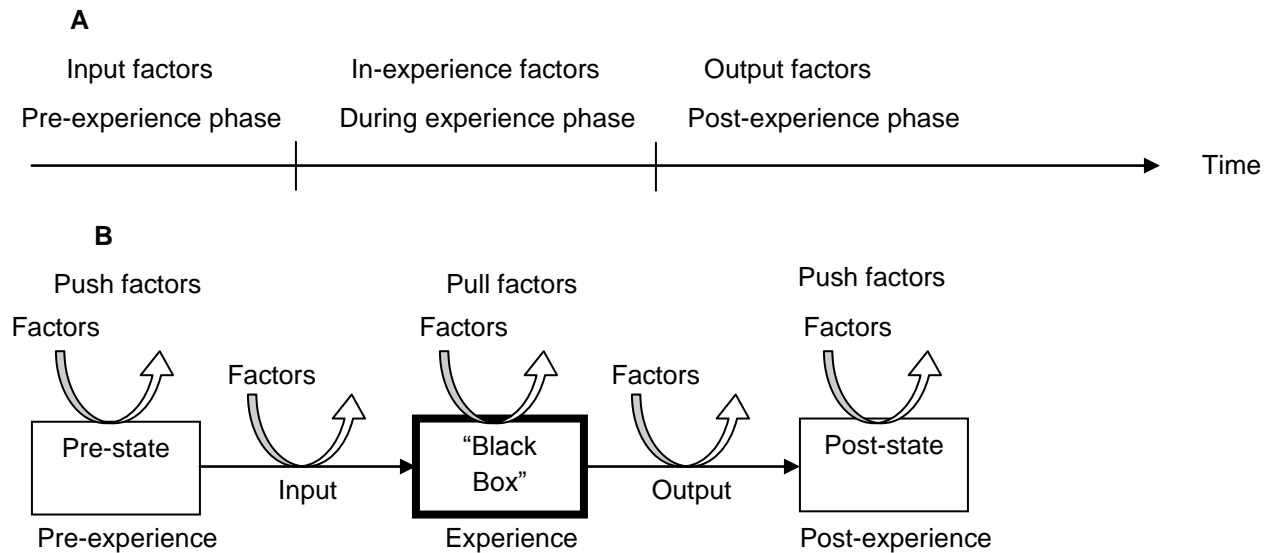 A
Input factors In-experience factors Output factors
Pre-experience phase During experience phase Post-experience phase
Time
B
Push factors Pull factors Push factors
Factors Factors Factors
Factors Factors
Pre-state "Black Box" Post-state
Input Output
Pre-experience Experience Post-experience